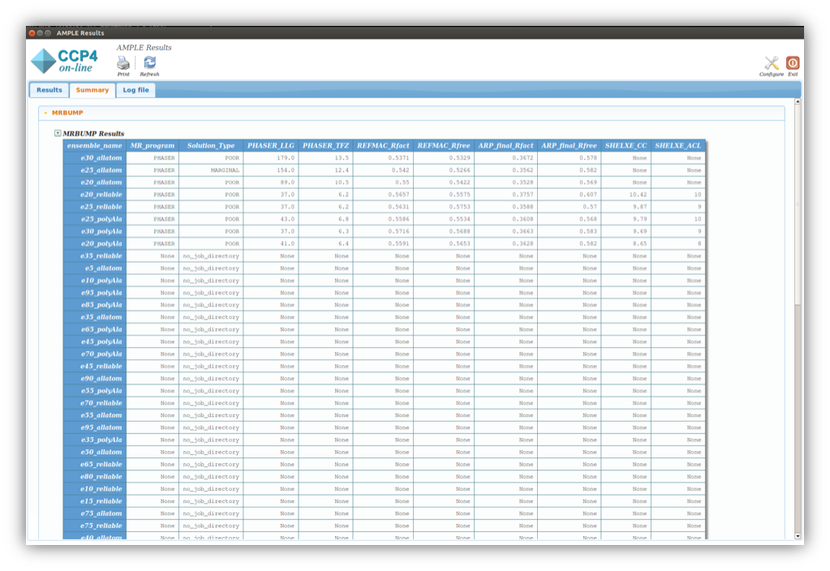 AMPLE Results
CCP4
on-line
AMPLE Results
Print Refresh Configure Exit
Results Summary Log file
MRBUMP
MRBUMP Results
ensemble_name MR_program Solution_Type PHASER_LLG PHASER_TFZ REFMAC_Rfact REFMAC_Rfree ARP_final_Rfact ARP_final_Rfree SHELXE_CC SHELXE_ACL
e30_allatom PHASER POOR 179.0 13.5 0.5371 0.5329 0.3672 0.578 None None
e25_allatom PHASER MARGINAL 154.0 12.4 0.542 0.5266 0.3562 0.582 None None
e20_allatom PHASER POOR 89.0 10.5 0.55 0.5422 0.3528 0.569 None None
e20_reliable PHASER POOR 37.0 6.2 0.5657 0.5575 0.3757 0.607 10.42 10
e25_reliable PHASER POOR 37.0 6.2 0.5631 0.5753 0.3588 0.57 9.87 9
e25_polyAla PHASER POOR 43.0 6.8 0.5586 0.5534 0.3608 0.568 9.79 10
e30_polyAla PHASER POOR 37.0 6.3 0.5716 0.5688 0.3663 0.583 9.69 9
e20_polyAla PHASER POOR 41.0 6.4 0.5591 0.5653 0.3628 0.582 8.65 8
e35_reliable None no_job_directory None None None None None None None None
e5_allatom None no_job_directory None None None None None None None None
e10_polyAla None no_job_directory None None None None None None None None
e95_polyAla None no_job_directory None None None None None None None None
e85_polyAla None no_job_directory None None None None None None None None
e35_allatom None no_job_directory None None None None None None None None
e65_polyAla None no_job_directory None None None None None None None None
e45_polyAla None no_job_directory None None None None None None None None
e70_polyAla None no_job_directory None None None None None None None None
e45_reliable None no_job_directory None None None None None None None None
e90_allatom None no_job_directory None None None None None None None None
e55_polyAla None no_job_directory None None None None None None None None
e70_reliable None no_job_directory None None None None None None None None
e55_allatom None no_job_directory None None None None None None None None
e95_allatom None no_job_directory None None None None None None None None
e35_polyAla None no_job_directory None None None None None None None None
e50_allatom None no_job_directory None None None None None None None None
e65_reliable None no_job_directory None None None None None None None None
e80_reliable None no_job_directory None None None None None None None None
e10_reliable None no_job_directory None None None None None None None None
e15_reliable None no_job_directory None None None None None None None None
e75_allatom None no_job_directory None None None None None None None None
e75_reliable None no_job_directory None None None None None None None None
e40_allatom None no_job_directory None None None None None None None None